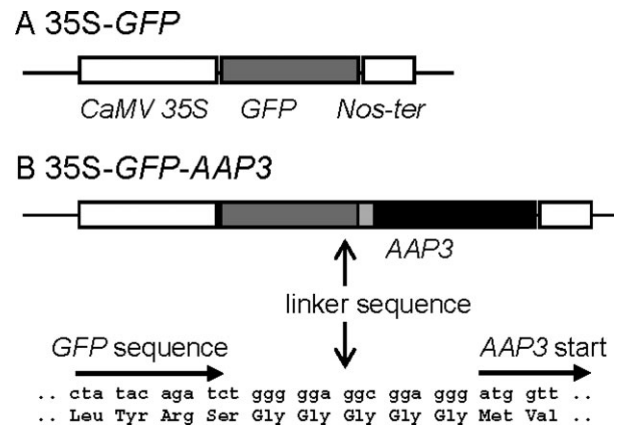 A 35S-GFP
CaMV 35S GFP Nos-ter
B 35S-GFP-AAP3
AAP3
linker sequence
GFP sequence AAP3 start
.. cta tac aga tct ggg gga ggc gga ggg atg gtt ..
.. Leu Tyr Arg Ser Gly Gly Gly Gly Gly Met Val ..